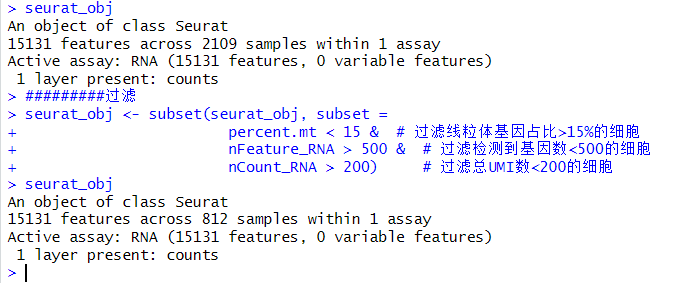 > seurat_obj
An object of class Seurat
15131 features across 2109 samples within 1 assay
Active assay: RNA (15131 features, 0 variable features)
 1 layer present: counts
> #########过滤
> seurat_obj <- subset(seurat_obj, subset =
+                      percent.mt < 15 &  # 过滤线粒体基因占比>15%的细胞
+                      nFeature_RNA > 500 &  # 过滤检测到基因数<500的细胞
+                      nCount_RNA > 200)     # 过滤总UMI数<200的细胞
> seurat_obj
An object of class Seurat
15131 features across 812 samples within 1 assay
Active assay: RNA (15131 features, 0 variable features)
 1 layer present: counts
>